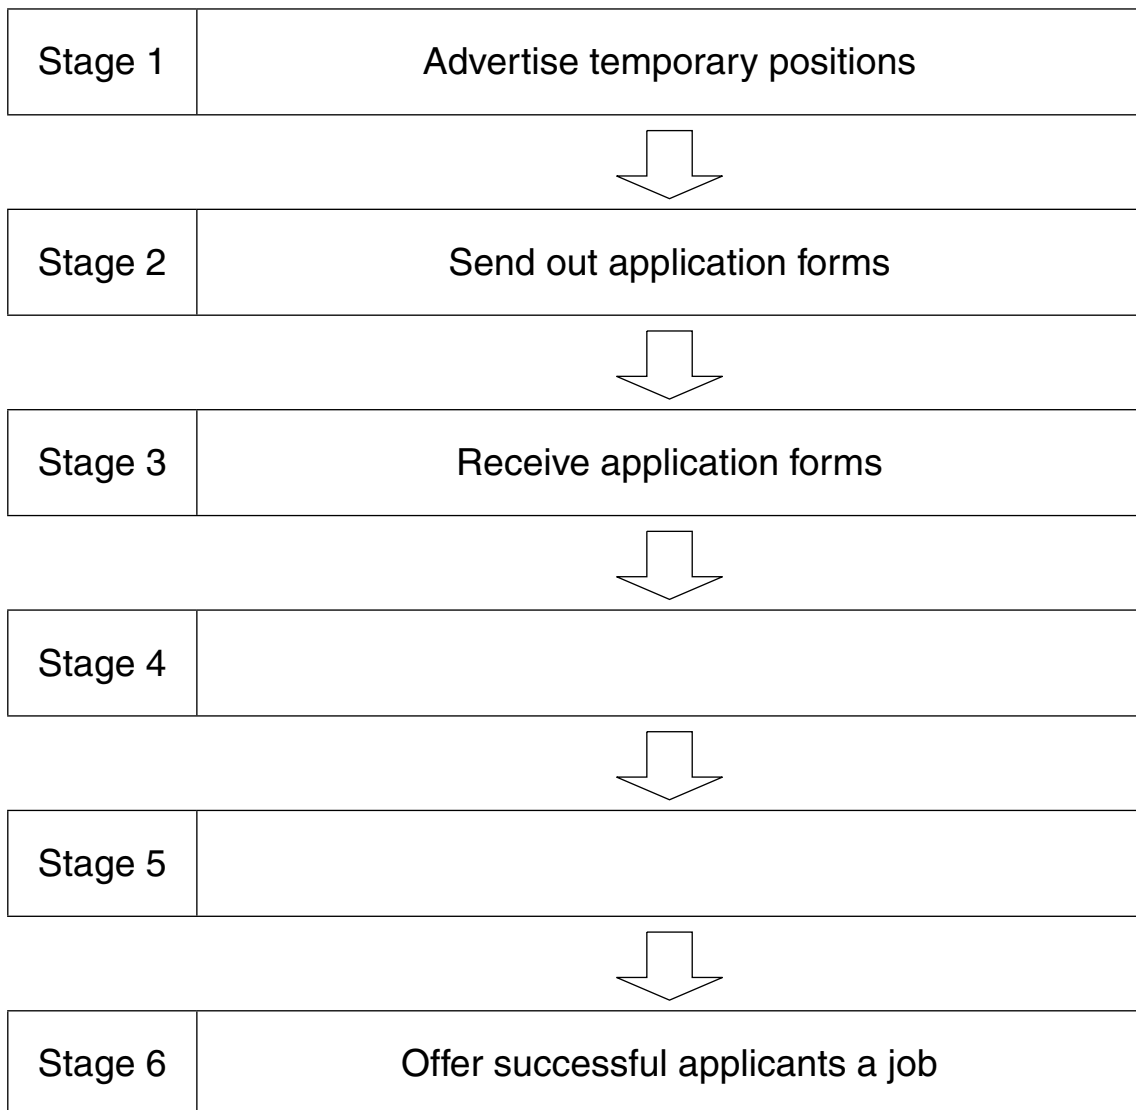 Stage 1 Advertise temporary positions
Stage 2 Send out application forms
Stage 3 Receive application forms
Stage 4
Stage 5
Stage 6 Offer successful applicants a job